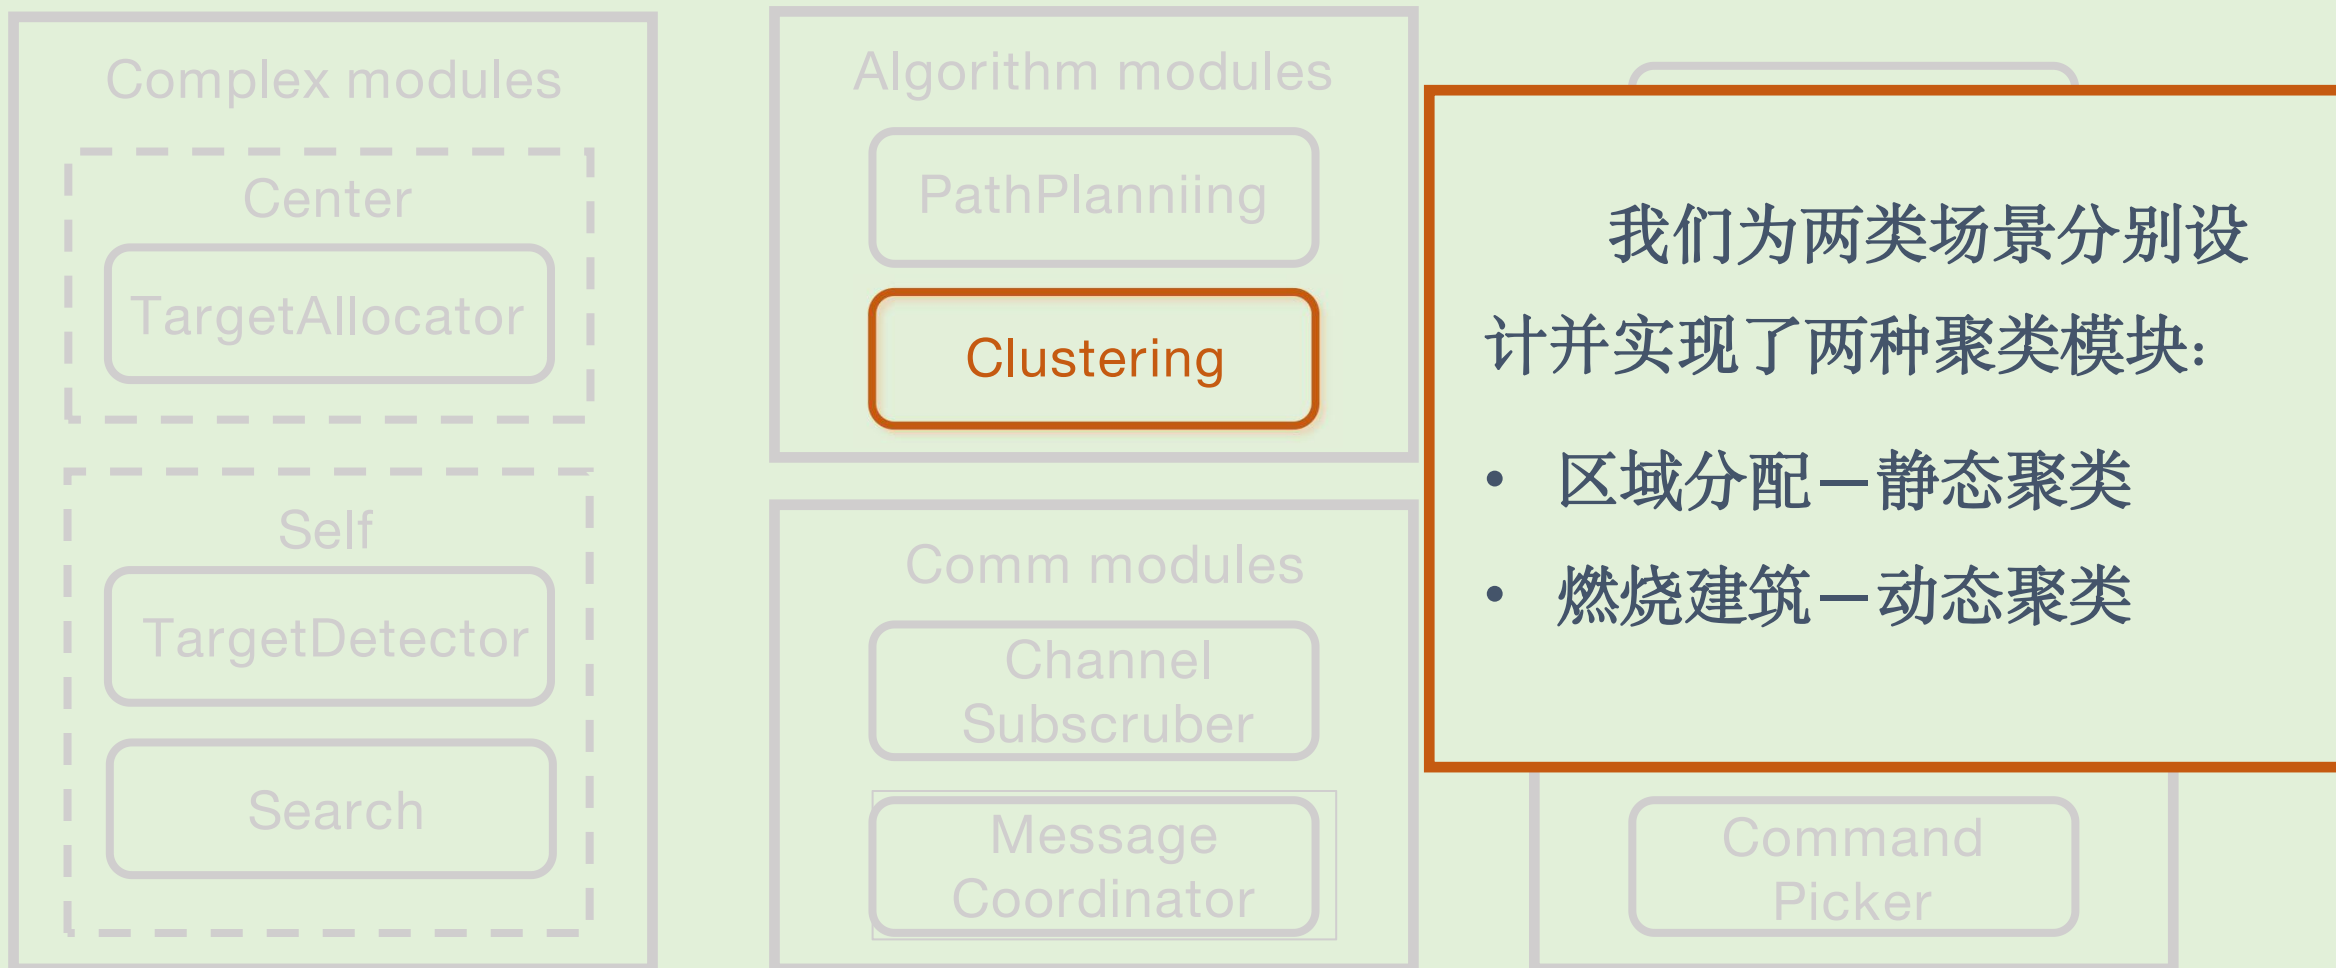 Complex modules
Center
TargetAllocator
Self
TargetDetector
Search
Algorithm modules
PathPlanniing
Clustering
Comm modules
Channel
Subscruber
Message
Coordinator
我们为两类场景分别设
计并实现了两种聚类模块：
• 区域分配—静态聚类
• 燃烧建筑—动态聚类
Command
Picker